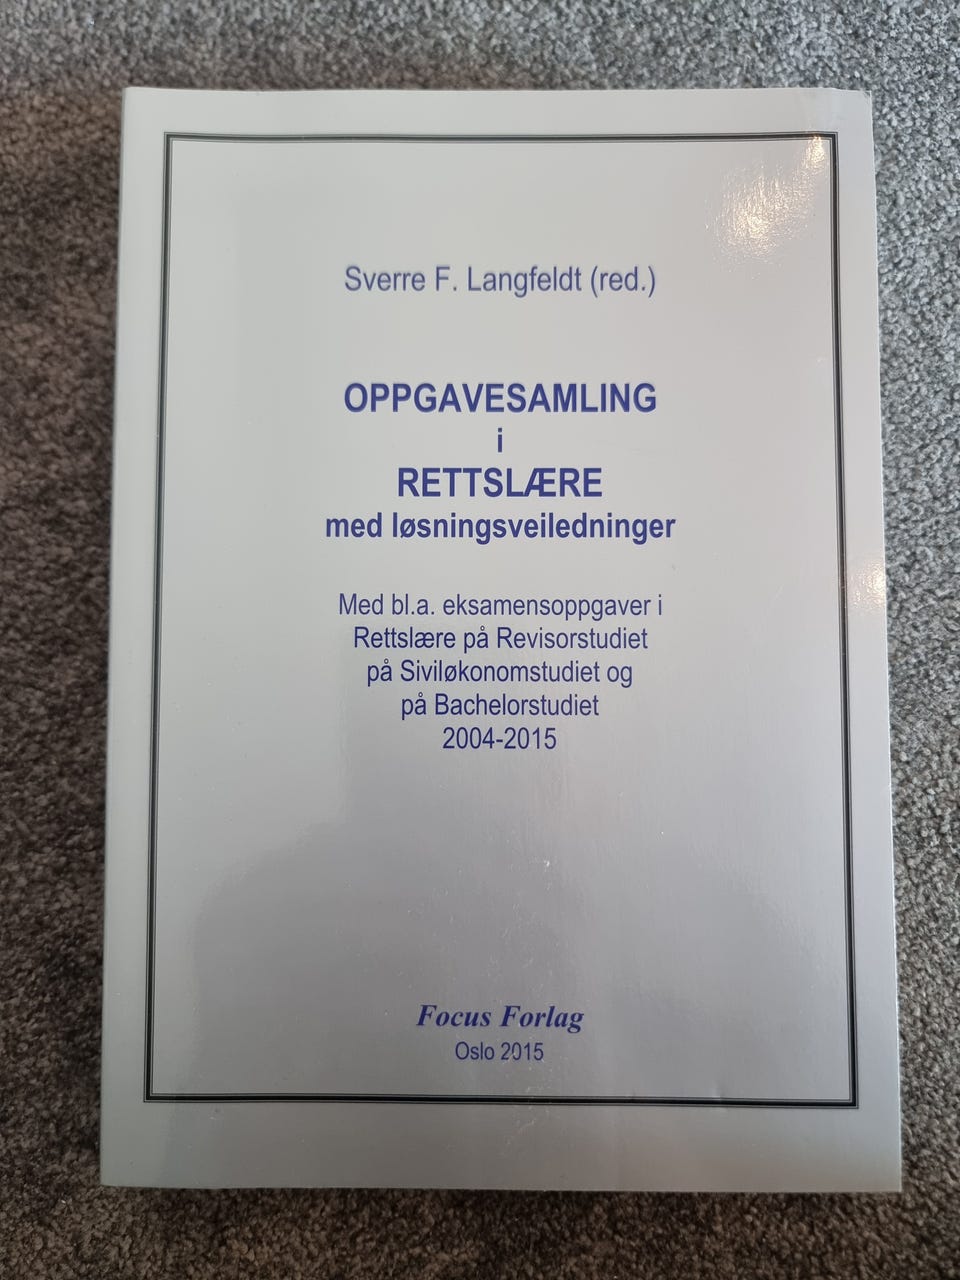 Sverre F. Langfeldt (red.)
OPPGAVESAMLING
i
RETTSLÆRE
med løsningsveiledninger
Med bl.a. eksamensoppgaver i
Rettslære på Revisorstudiet
på Siviløkonomstudiet og
på Bachelorstudiet
2004-2015
Focus Forlag
Oslo 2015